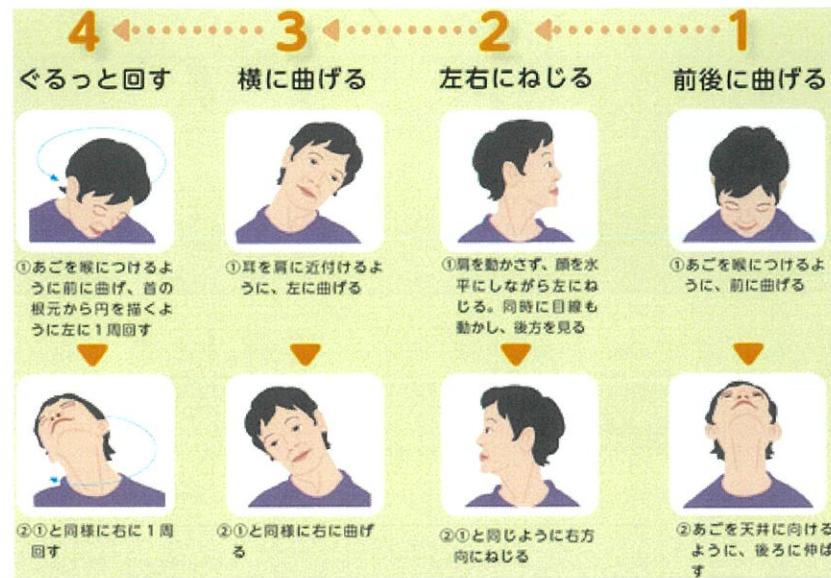 1
前後に曲げる
①あごを喉につけるよ
うに、前に曲げる
②あごを天井に向ける
ように、後ろに伸ば
す
2
左右にねじる
①肩を動かさず、顔を水
平にしながら左にね
じる。同時に目線も
動かし、後方を見る
②①と同じように右方
向にねじる
3
横に曲げる
①耳を肩に近付けるよ
うに、左に曲げる
②①と同様に右に曲げ
る
4
ぐるっと回す
①あごを喉につけるよ
うに前に曲げ、首の
根元から円を描くよ
うに左に1周回す
②①と同様に右に1周
回す